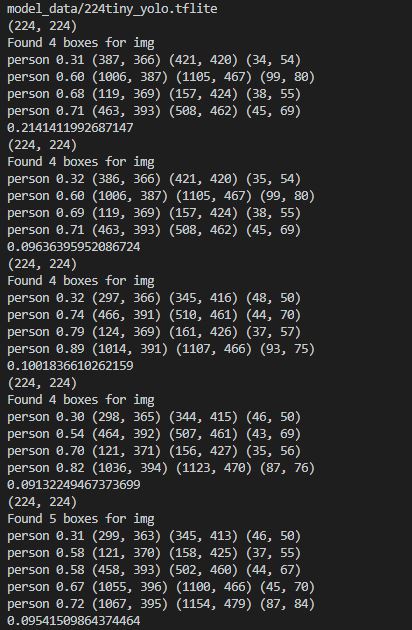 model_data/224tiny_yolo.tflite
(224, 224)
Found 4 boxes for img
person 0.31 (387, 366) (421, 420) (34, 54)
person 0.60 (1006, 387) (1105, 467) (99, 80)
person 0.68 (119, 369) (157, 424) (38, 55)
person 0.71 (463, 393) (508, 462) (45, 69)
0.2141411992687147
(224, 224)
Found 4 boxes for img
person 0.32 (386, 366) (421, 420) (35, 54)
person 0.60 (1006, 387) (1105, 467) (99, 80)
person 0.69 (119, 369) (157, 424) (38, 55)
person 0.71 (463, 393) (508, 462) (45, 69)
0.09636395952086724
(224, 224)
Found 4 boxes for img
person 0.32 (297, 366) (345, 416) (48, 50)
person 0.74 (466, 391) (510, 461) (44, 70)
person 0.79 (124, 369) (161, 426) (37, 57)
person 0.89 (1014, 391) (1107, 466) (93, 75)
0.1001836610262159
(224, 224)
Found 4 boxes for img
person 0.30 (298, 365) (344, 415) (46, 50)
person 0.54 (464, 392) (507, 461) (43, 69)
person 0.70 (121, 371) (156, 427) (35, 56)
person 0.82 (1036, 394) (1123, 470) (87, 76)
0.09132249467373699
(224, 224)
Found 5 boxes for img
person 0.31 (299, 363) (345, 413) (46, 50)
person 0.58 (121, 370) (158, 425) (37, 55)
person 0.58 (458, 393) (502, 460) (44, 67)
person 0.67 (1055, 396) (1100, 466) (45, 70)
person 0.72 (1067, 395) (1154, 479) (87, 84)
0.09541509864374464